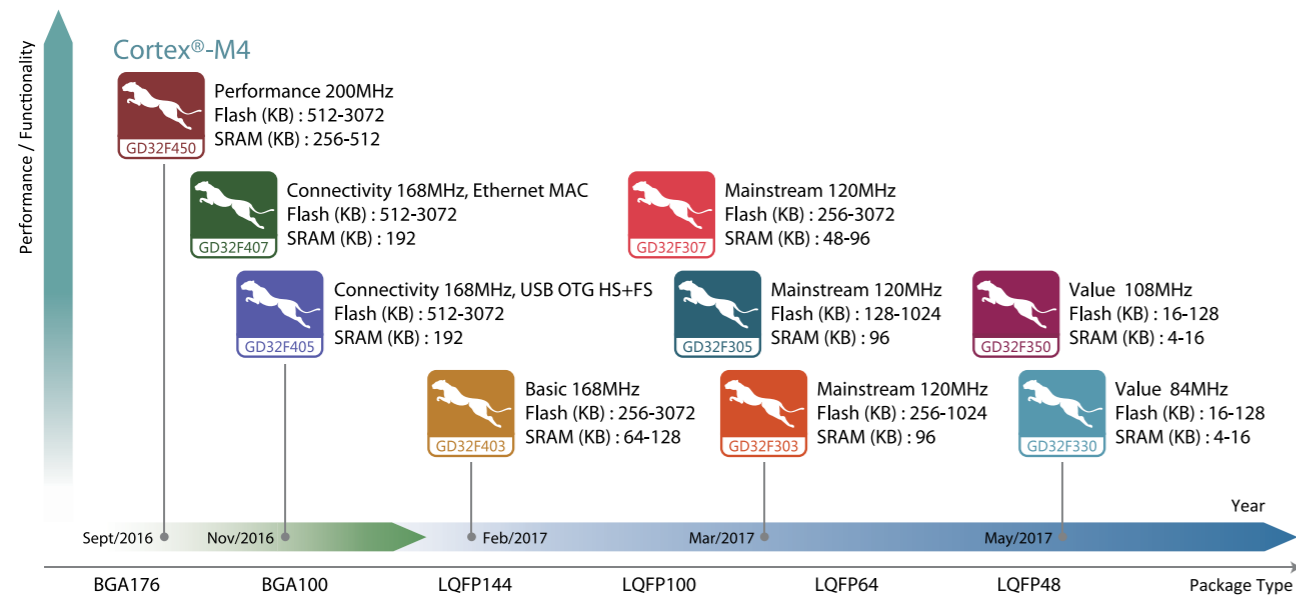 Performance / Functionality
Cortex®-M4
GD32F450
Performance 200MHz
Flash (KB) : 512-3072
SRAM (KB) : 256-512
GD32F407
Connectivity 168MHz, Ethernet MAC
Flash (KB) : 512-3072
SRAM (KB) : 192
GD32F307
Mainstream 120MHz
Flash (KB) : 256-3072
SRAM (KB) : 48-96
GD32F405
Connectivity 168MHz, USB OTG HS+FS
Flash (KB) : 512-3072
SRAM (KB) : 192
GD32F305
Mainstream 120MHz
Flash (KB) : 128-1024
SRAM (KB) : 96
GD32F350
Value 108MHz
Flash (KB) : 16-128
SRAM (KB) : 4-16
GD32F403
Basic 168MHz
Flash (KB) : 256-3072
SRAM (KB) : 64-128
GD32F303
Mainstream 120MHz
Flash (KB) : 256-1024
SRAM (KB) : 96
GD32F330
Value 84MHz
Flash (KB) : 16-128
SRAM (KB) : 4-16
Year
Sept/2016
Nov/2016
Feb/2017
Mar/2017
May/2017
BGA176
BGA100
LQFP144
LQFP100
LQFP64
LQFP48
Package Type